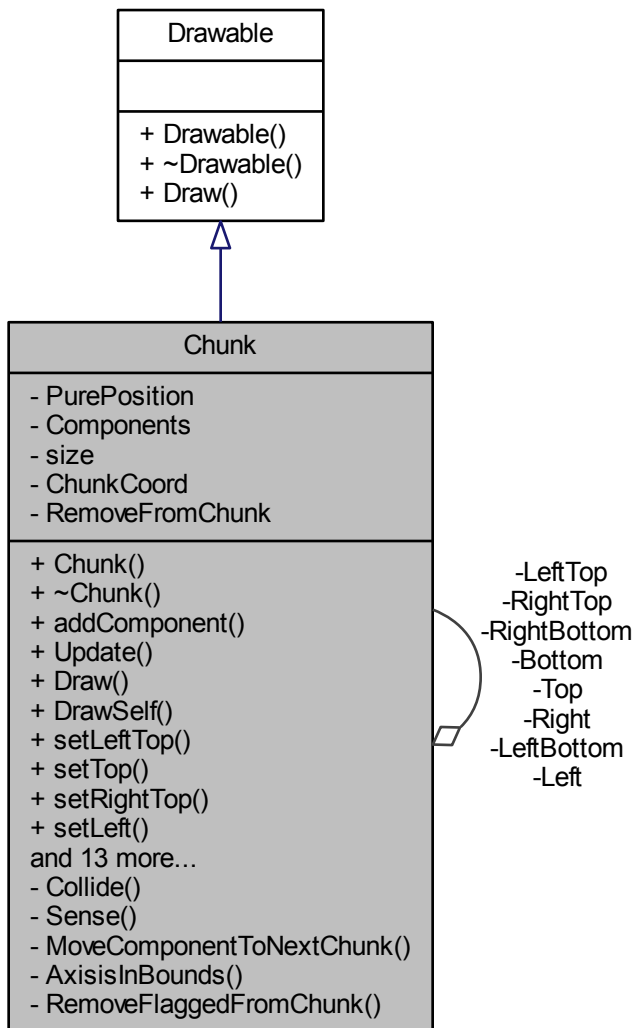 Drawable
+ Drawable()
+ ~Drawable()
+ Draw()
Chunk
- PurePosition
- Components
- size
- ChunkCoord
- RemoveFromChunk
+ Chunk()
+ ~Chunk()
+ addComponent()
+ Update()
+ Draw()
+ DrawSelf()
+ setLeftTop()
+ setTop()
+ setRightTop()
+ setLeft()
and 13 more...
- Collide()
- Sense()
- MoveComponentToNextChunk()
- AxisisInBounds()
- RemoveFlaggedFromChunk()
-LeftTop
-RightTop
-RightBottom
-Bottom
-Top
-Right
-LeftBottom
-Left